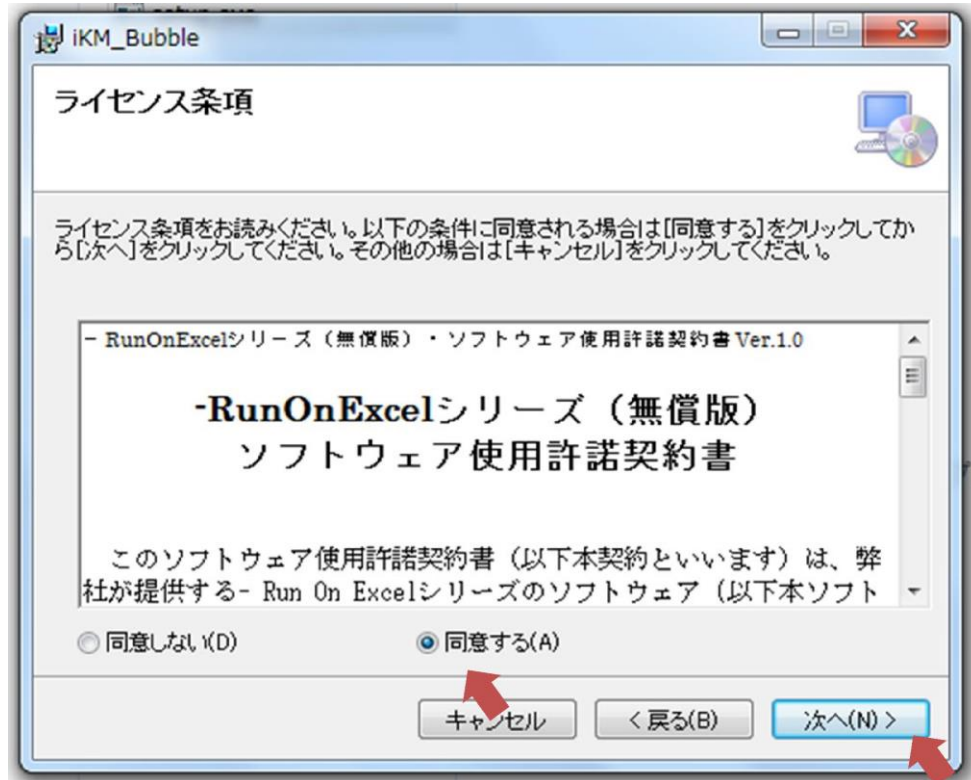 iKM_Bubble
ライセンス条項
ライセンス条項をお読みください。以下の条件に同意される場合は[同意する]をクリックしてか
ら[次へ]をクリックしてください。その他の場合は[キャンセル]をクリックしてください。
- RunOnExcelシリーズ（無償版）・ソフトウェア使用許諾契約書 Ver.1.0
-RunOnExcelシリーズ（無償版）
ソフトウェア使用許諾契約書
このソフトウェア使用許諾契約書（以下本契約といいます）は、弊
社が提供する- Run On Excelシリーズのソフトウェア（以下本ソフト
同意しない(D)
同意する(A)
キャンセル
< 戻る(B)
次へ(N) >